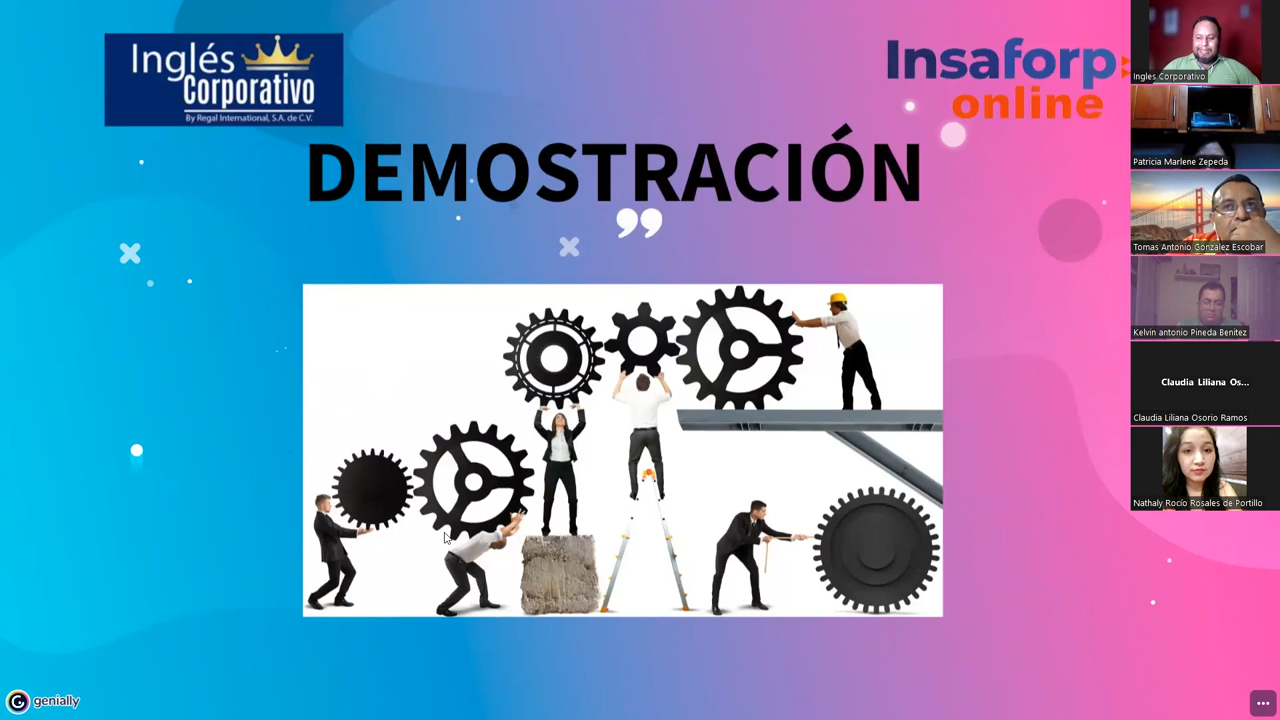 Inglés
Corporativo
By Regal International, S.A. de C.V.
Insaforp
online
DEMOSTRACIÓN
”
genially
Ingles Corporativo
Patricia Marlene Zepeda
Tomas Antonio Gonzalez Escobar
Kelvin antonio Pineda Benitez
Claudia Liliana Os...
Claudia Liliana Osorio Ramos
Nathaly Rocío Rosales de Portillo